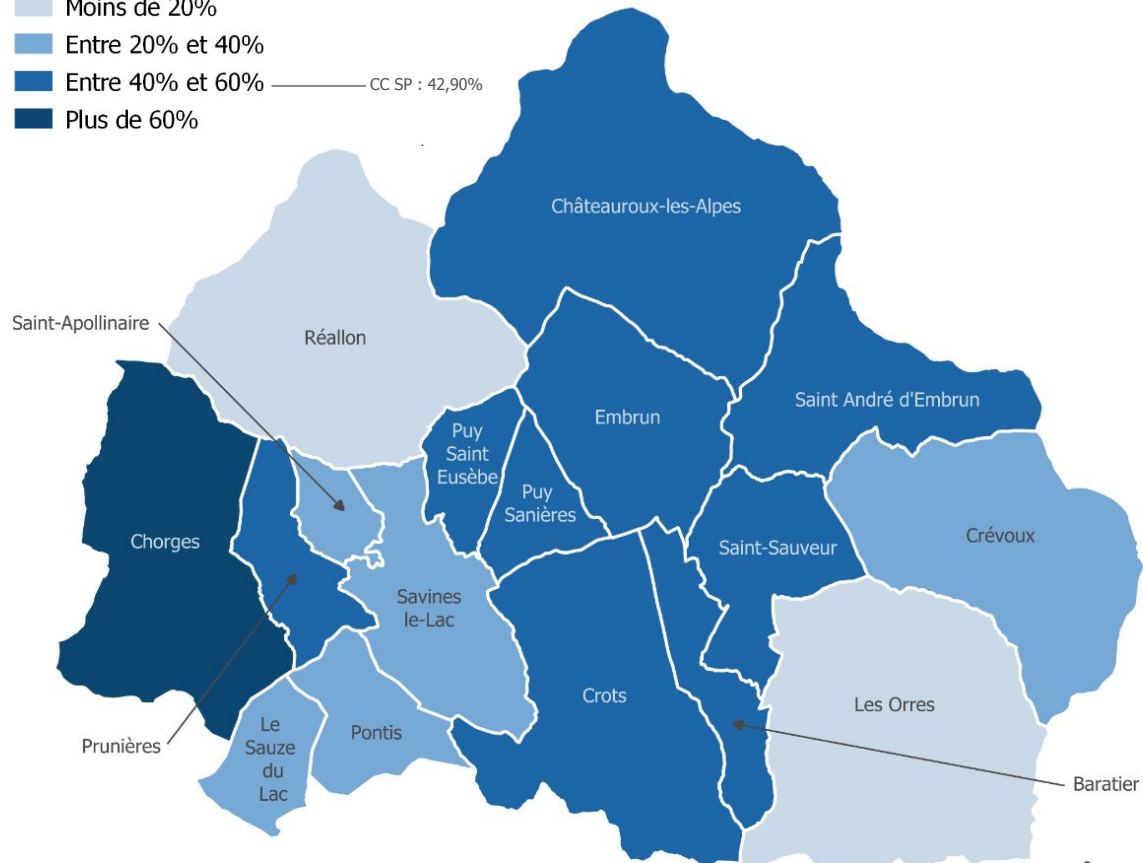 Moins de 20%
Entre 20% et 40%
Entre 40% et 60%
CC SP : 42,90%
Plus de 60%
Châteauroux-les-Alpes
Saint-Apollinaire
Réallon
Saint André d'Embrun
Embrun
Puy
Saint
Eusèbe
Puy
Sanières
Chorges
Saint-Sauveur
Crévoux
Savines
le-Lac
Crots
Les Orres
Prunières
Le
Sauze
du
Lac
Pontis
Baratier